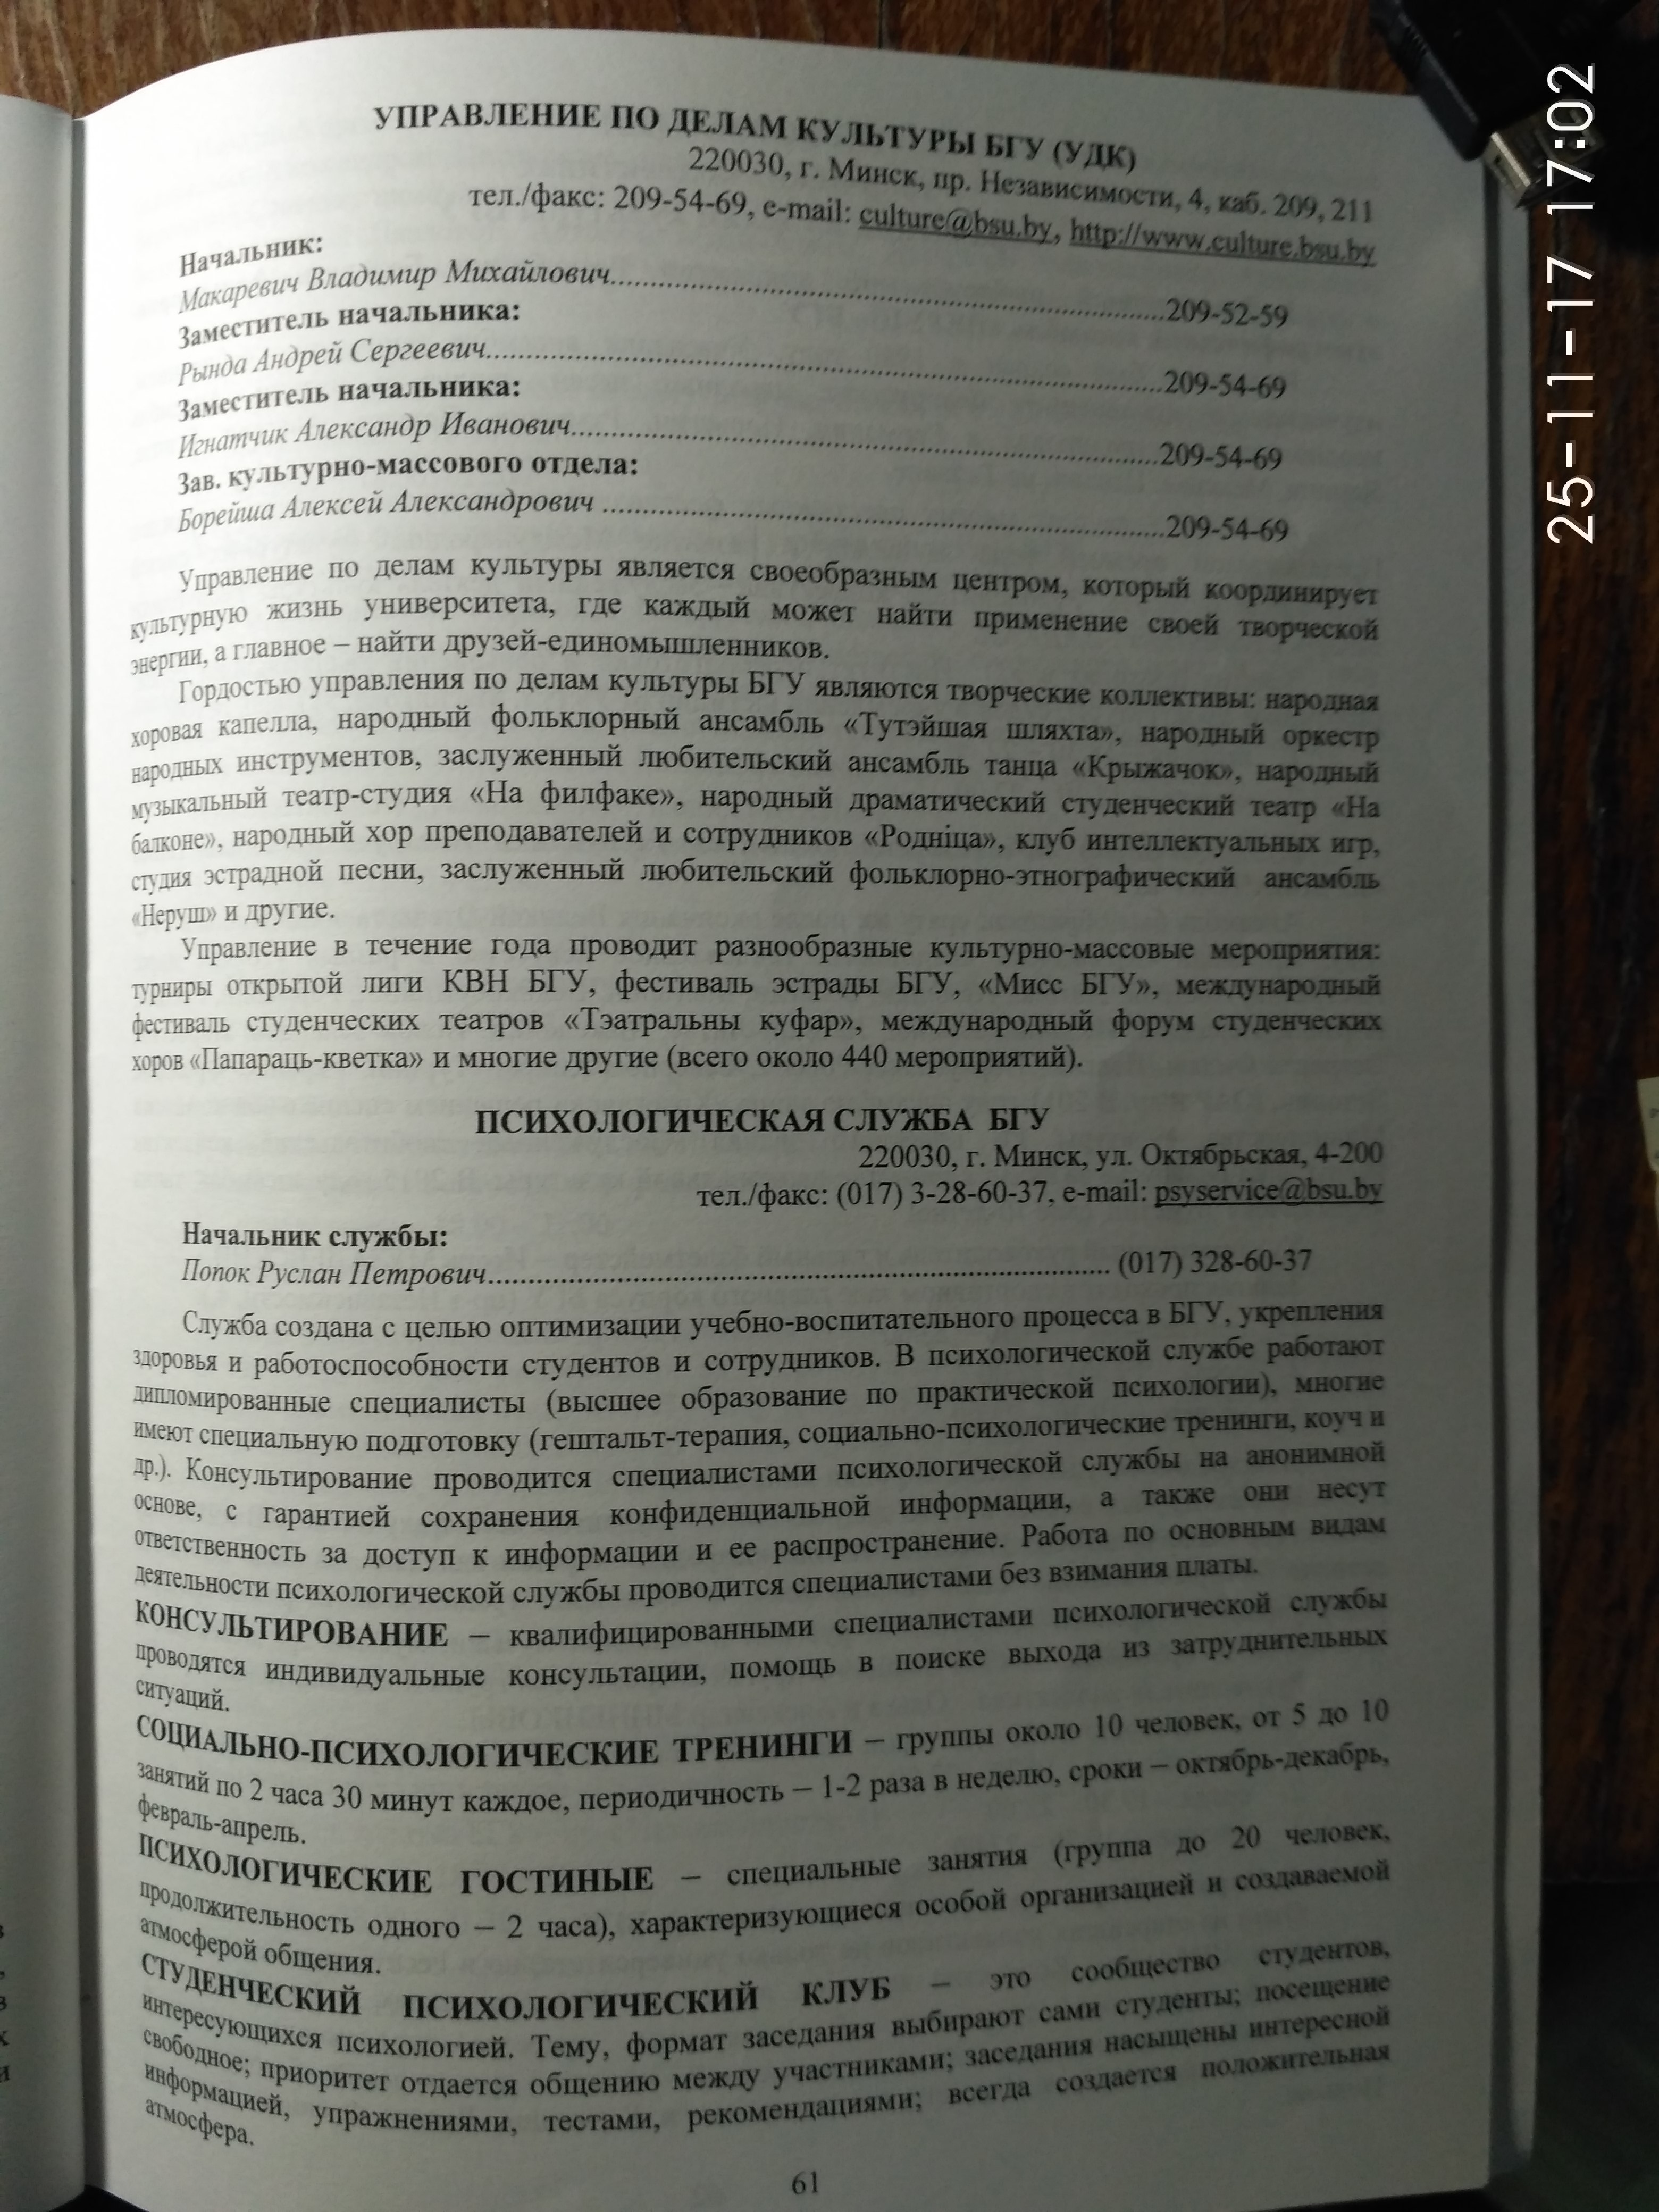 УПРАВЛЕНИЕ ПО ДЕЛАМ КУЛЬТУРЫ БГУ (УДК)
220030, г. Минск, пр. Независимости, 4, каб. 209, 211
тел./факс: 209-54-69, e-mail: culture@bsu.by, http://www.culture.bsu.by
Начальник:
Макаревич Владимир Михайлович..........209-52-59
Заместитель начальника:
Рында Андрей Сергеевич..........209-54-69
Заместитель начальника:
Игнатчик Александр Иванович..........209-54-69
Зав. культурно-массового отдела:
Борейша Алексей Александрович ..........209-54-69
Управление по делам культуры является своеобразным центром, который координирует
культурную жизнь университета, где каждый может найти применение своей творческой
энергии, а главное – найти друзей-единомышленников.
Гордостью управления по делам культуры БГУ являются творческие коллективы: народная
хоровая капелла, народный фольклорный ансамбль «Тутэйшая шляхта», народный оркестр
народных инструментов, заслуженный любительский ансамбль танца «Крыжачок», народный
музыкальный театр-студия «На филфаке», народный драматический студенческий театр «На
балконе», народный хор преподавателей и сотрудников «Родніца», клуб интеллектуальных игр,
студия эстрадной песни, заслуженный любительский фольклорно-этнографический ансамбль
«Неруш» и другие.
Управление в течение года проводит разнообразные культурно-массовые мероприятия:
турниры открытой лиги КВН БГУ, фестиваль эстрады БГУ, «Мисс БГУ», международный
фестиваль студенческих театров «Тэатральны куфар», международный форум студенческих
хоров «Папараць-кветка» и многие другие (всего около 440 мероприятий).
ПСИХОЛОГИЧЕСКАЯ СЛУЖБА БГУ
220030, г. Минск, ул. Октябрьская, 4-200
тел./факс: (017) 3-28-60-37, e-mail: psyservice@bsu.by
Начальник службы:
Попок Руслан Петрович.......... (017) 328-60-37
Служба создана с целью оптимизации учебно-воспитательного процесса в БГУ, укрепления
здоровья и работоспособности студентов и сотрудников. В психологической службе работают
дипломированные специалисты (высшее образование по практической психологии), многие
имеют специальную подготовку (гештальт-терапия, социально-психологические тренинги, коуч и
др.). Консультирование проводится специалистами психологической службы на анонимной
основе, с гарантией сохранения конфиденциальной информации, а также они несут
ответственность за доступ к информации и ее распространение. Работа по основным видам
деятельности психологической службы проводится специалистами без взимания платы.
КОНСУЛЬТИРОВАНИЕ – квалифицированными специалистами психологической службы
проводятся индивидуальные консультации, помощь в поиске выхода из затруднительных
ситуаций.
СОЦИАЛЬНО-ПСИХОЛОГИЧЕСКИЕ ТРЕНИНГИ – группы около 10 человек, от 5 до 10
занятий по 2 часа 30 минут каждое, периодичность – 1-2 раза в неделю, сроки – октябрь-декабрь,
февраль-апрель.
ПСИХОЛОГИЧЕСКИЕ ГОСТИНЫЕ – специальные занятия (группа до 20 человек,
продолжительность одного – 2 часа), характеризующиеся особой организацией и создаваемой
атмосферой общения.
СТУДЕНЧЕСКИЙ ПСИХОЛОГИЧЕСКИЙ КЛУБ – это сообщество студентов,
интересующихся психологией. Тему, формат заседания выбирают сами студенты; посещение
свободное; приоритет отдается общению между участниками; заседания насыщены интересной
информацией, упражнениями, тестами, рекомендациями; всегда создается положительная
атмосфера.
61
25-11-17 17:02